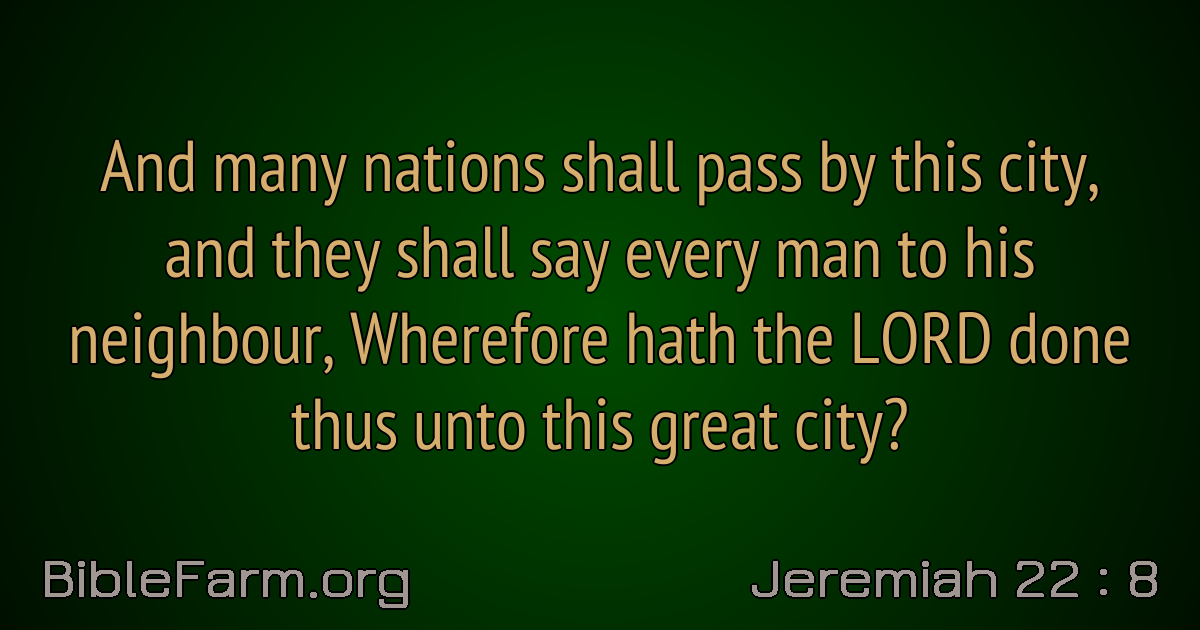 And many nations shall pass by this city,
and they shall say every man to his
neighbour, Wherefore hath the LORD done
thus unto this great city?
BibleFarm.org
Jeremiah 22 : 8